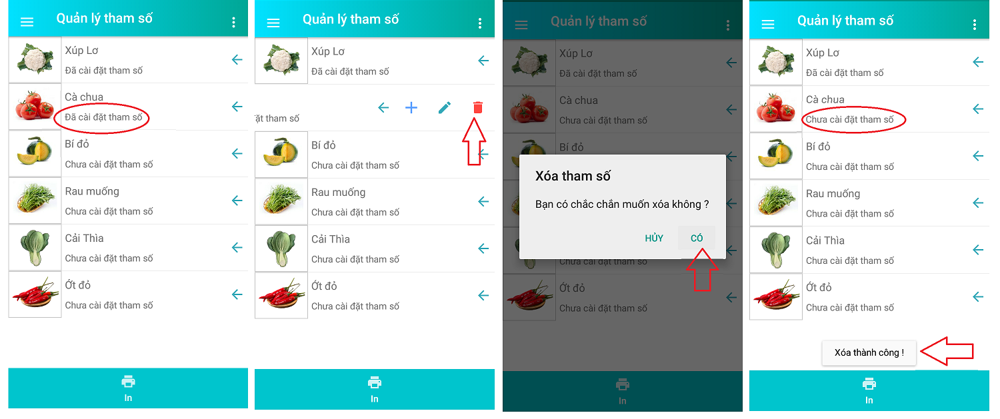 Quản lý tham số
Xúp Lơ
Đã cài đặt tham số
Cà chua
Đã cài đặt tham số
Bí đỏ
Chưa cài đặt tham số
Rau muống
Chưa cài đặt tham số
Cải Thìa
Chưa cài đặt tham số
Ớt đỏ
Chưa cài đặt tham số
In
Quản lý tham số
Xúp Lơ
Đã cài đặt tham số
đặt tham số
Bí đỏ
Chưa cài đặt tham số
Rau muống
Chưa cài đặt tham số
Cải Thìa
Chưa cài đặt tham số
Ớt đỏ
Chưa cài đặt tham số
In
Quản lý tham số
Xúp Lơ
Đã cài đặt tham số
Cà chua
Chưa cài đặt tham số
Bí đỏ
Xóa tham số
Bạn có chắc chắn muốn xóa không ?
HỦY CÓ
Chưa cài đặt tham số
Ớt đỏ
Chưa cài đặt tham số
In
Quản lý tham số
Xúp Lơ
Đã cài đặt tham số
Cà chua
Chưa cài đặt tham số
Bí đỏ
Chưa cài đặt tham số
Rau muống
Chưa cài đặt tham số
Cải Thìa
Chưa cài đặt tham số
Ớt đỏ
Chưa cài đặt tham số
Xóa thành công !
In